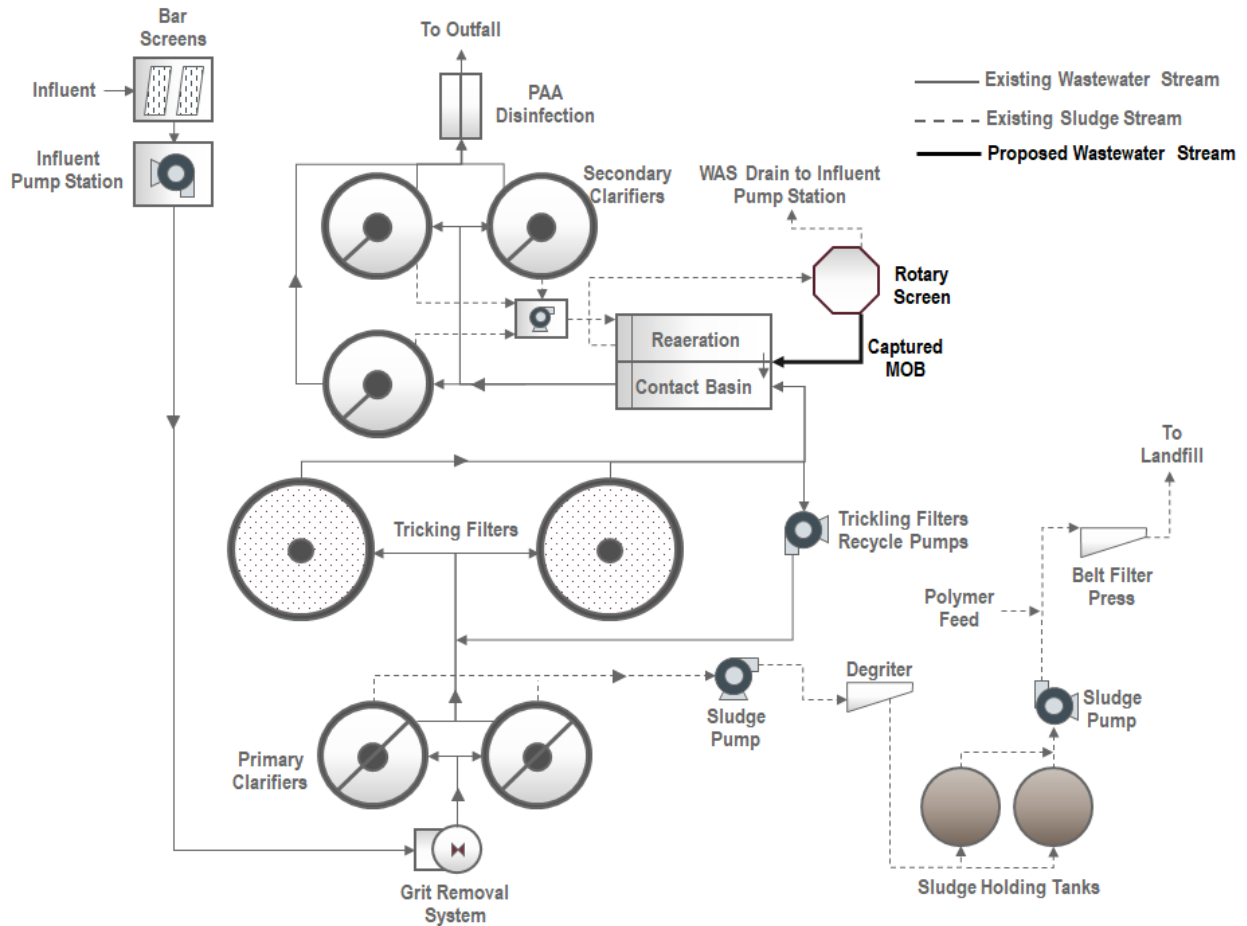 Bar
Screens
Influent
Influent
Pump Station
To Outfall
PAA
Disinfection
Secondary
Clarifiers
WAS Drain to Influent
Pump Station
Existing Wastewater Stream
Existing Sludge Stream
Proposed Wastewater Stream
Rotary
Screen
Captured
MOB
Reaeration
Contact Basin
Tricking Filters
Trickling Filters
Recycle Pumps
To
Landfill
Belt Filter
Press
Polymer
Feed
Sludge
Pump
Degriter
Sludge
Pump
Primary
Clarifiers
Grit Removal
System
Sludge Holding Tanks